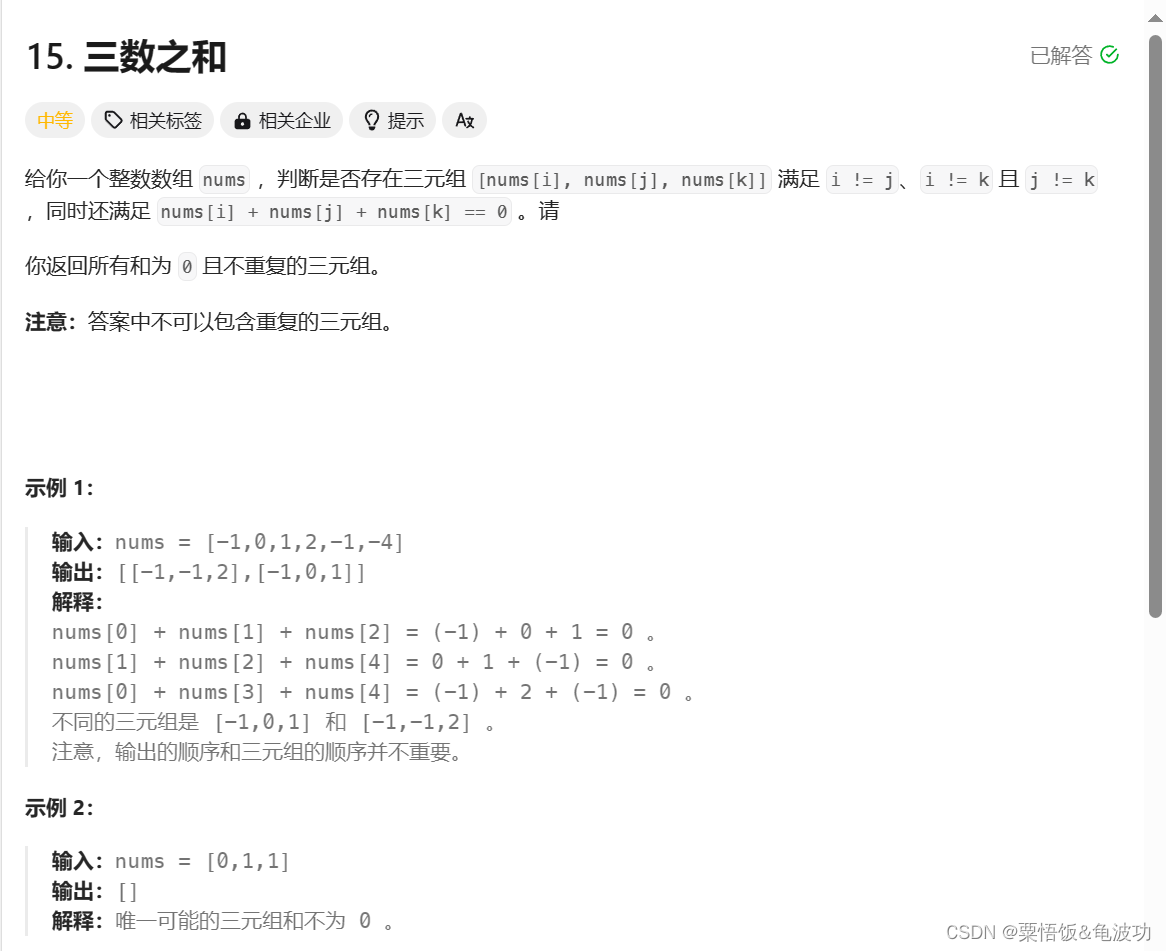 15. 三数之和
已解答
中等 相关标签 相关企业 提示 Az
给你一个整数数组 nums ，判断是否存在三元组 [nums[i], nums[j], nums[k]] 满足 i != j、i != k 且 j != k
，同时还满足 nums[i] + nums[j] + nums[k] == 0 。请
你返回所有和为 0 且不重复的三元组。
注意：答案中不可以包含重复的三元组。
示例 1：
输入：nums = [-1,0,1,2,-1,-4]
输出：[[-1,-1,2],[-1,0,1]]
解释：
nums[0] + nums[1] + nums[2] = (-1) + 0 + 1 = 0 。
nums[1] + nums[2] + nums[4] = 0 + 1 + (-1) = 0 。
nums[0] + nums[3] + nums[4] = (-1) + 2 + (-1) = 0 。
不同的三元组是 [-1,0,1] 和 [-1,-1,2] 。
注意，输出的顺序和三元组的顺序并不重要。
示例 2：
输入：nums = [0,1,1]
输出：[]
解释：唯一可能的三元组和不为 0 。
CSDN @粟悟饭&龟波功